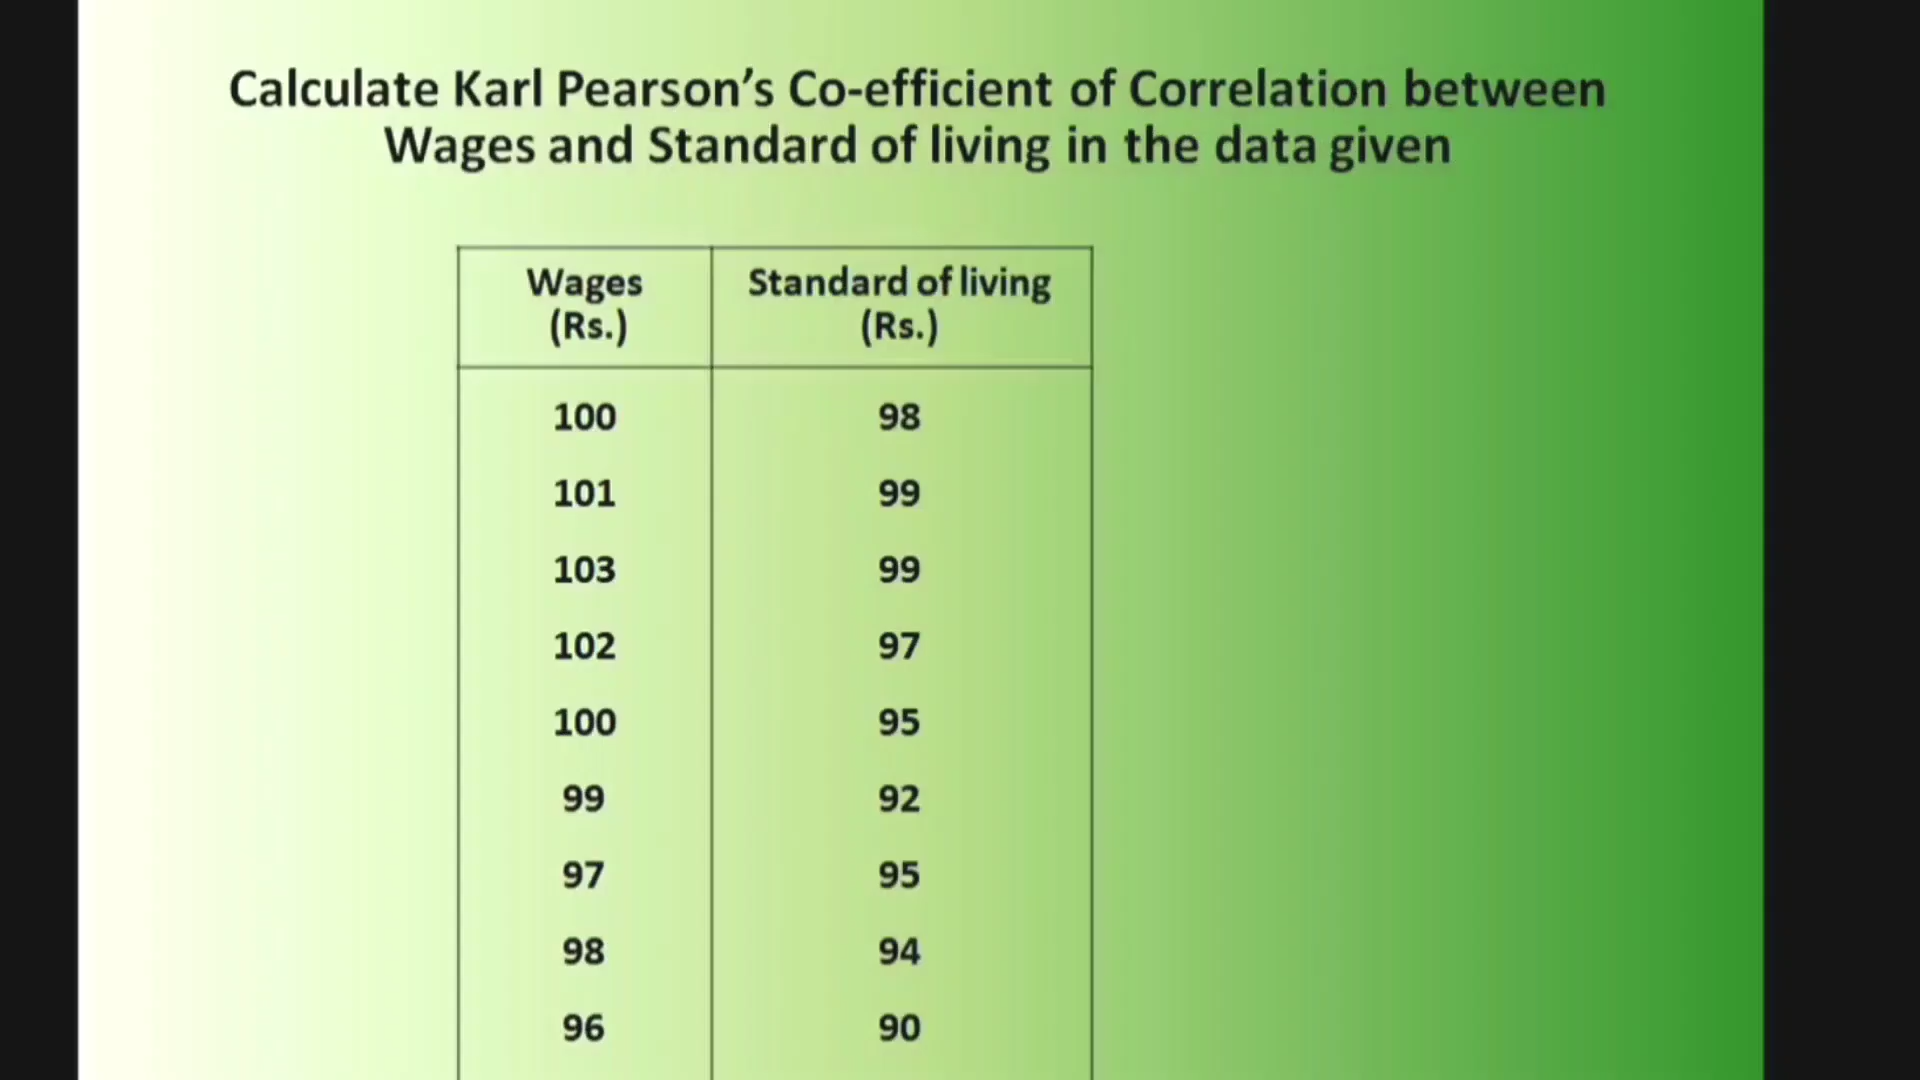 Calculate Karl Pearson’s Co-efficient of Correlation between
Wages and Standard of living in the data given
Wages Standard of living
(Rs.) (Rs.)
100 98
101 99
103 99
102 97
100 95
99 92
97 95
98 94
96 90